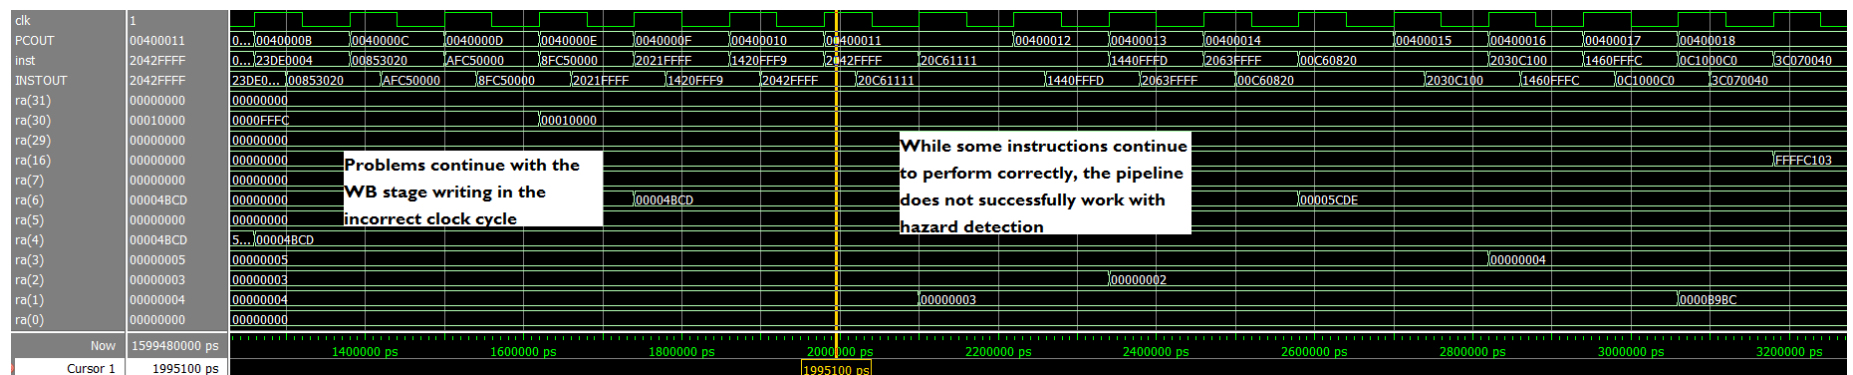 clk 1
PCOUT 00400011 0... 0040000B 0040000C 0040000D 0040000E 0040000F 00400010 00400011 00400012 00400013 00400014 00400015 00400016 00400017 00400018
inst 2042FFFF 0... 23DE0004 00853020 AFC50000 8FC50000 2021FFFF 1420FFF9 2042FFFF 20C61111 1440FFFD 2063FFFF 00C60820 2030C100 1460FFFC 0C1000C0 3C070040
INSTOUT 2042FFFF 23DE0... 00853020 AFC50000 8FC50000 2021FFFF 1420FFF9 2042FFFF 20C61111 1440FFFD 2063FFFF 00C60820 2030C100 1460FFFC 0C1000C0 3C070040
ra(31) 00000000 00000000
ra(30) 00010000 0000FFFC 00010000
ra(29) 00000000 00000000
ra(16) 00000000 00000000 FFFFC103
ra(7) 00000000 00000000
ra(6) 00004BCD 00000000 00004BCD 00005CDE
ra(5) 00000000 00000000
ra(4) 00004BCD 5... 00004BCD
ra(3) 00000005 00000005 00000004
ra(2) 00000003 00000003 00000002
ra(1) 00000004 00000004 00000003 0000B9BC
ra(0) 00000000 00000000
Problems continue with the
WB stage writing in the
incorrect clock cycle
While some instructions continue
to perform correctly, the pipeline
does not successfully work with
hazard detection
Now 1599480000 ps 1400000 ps 1600000 ps 1800000 ps 2000000 ps 2200000 ps 2400000 ps 2600000 ps 2800000 ps 3000000 ps 3200000 ps
Cursor 1 1995100 ps 1995100 ps